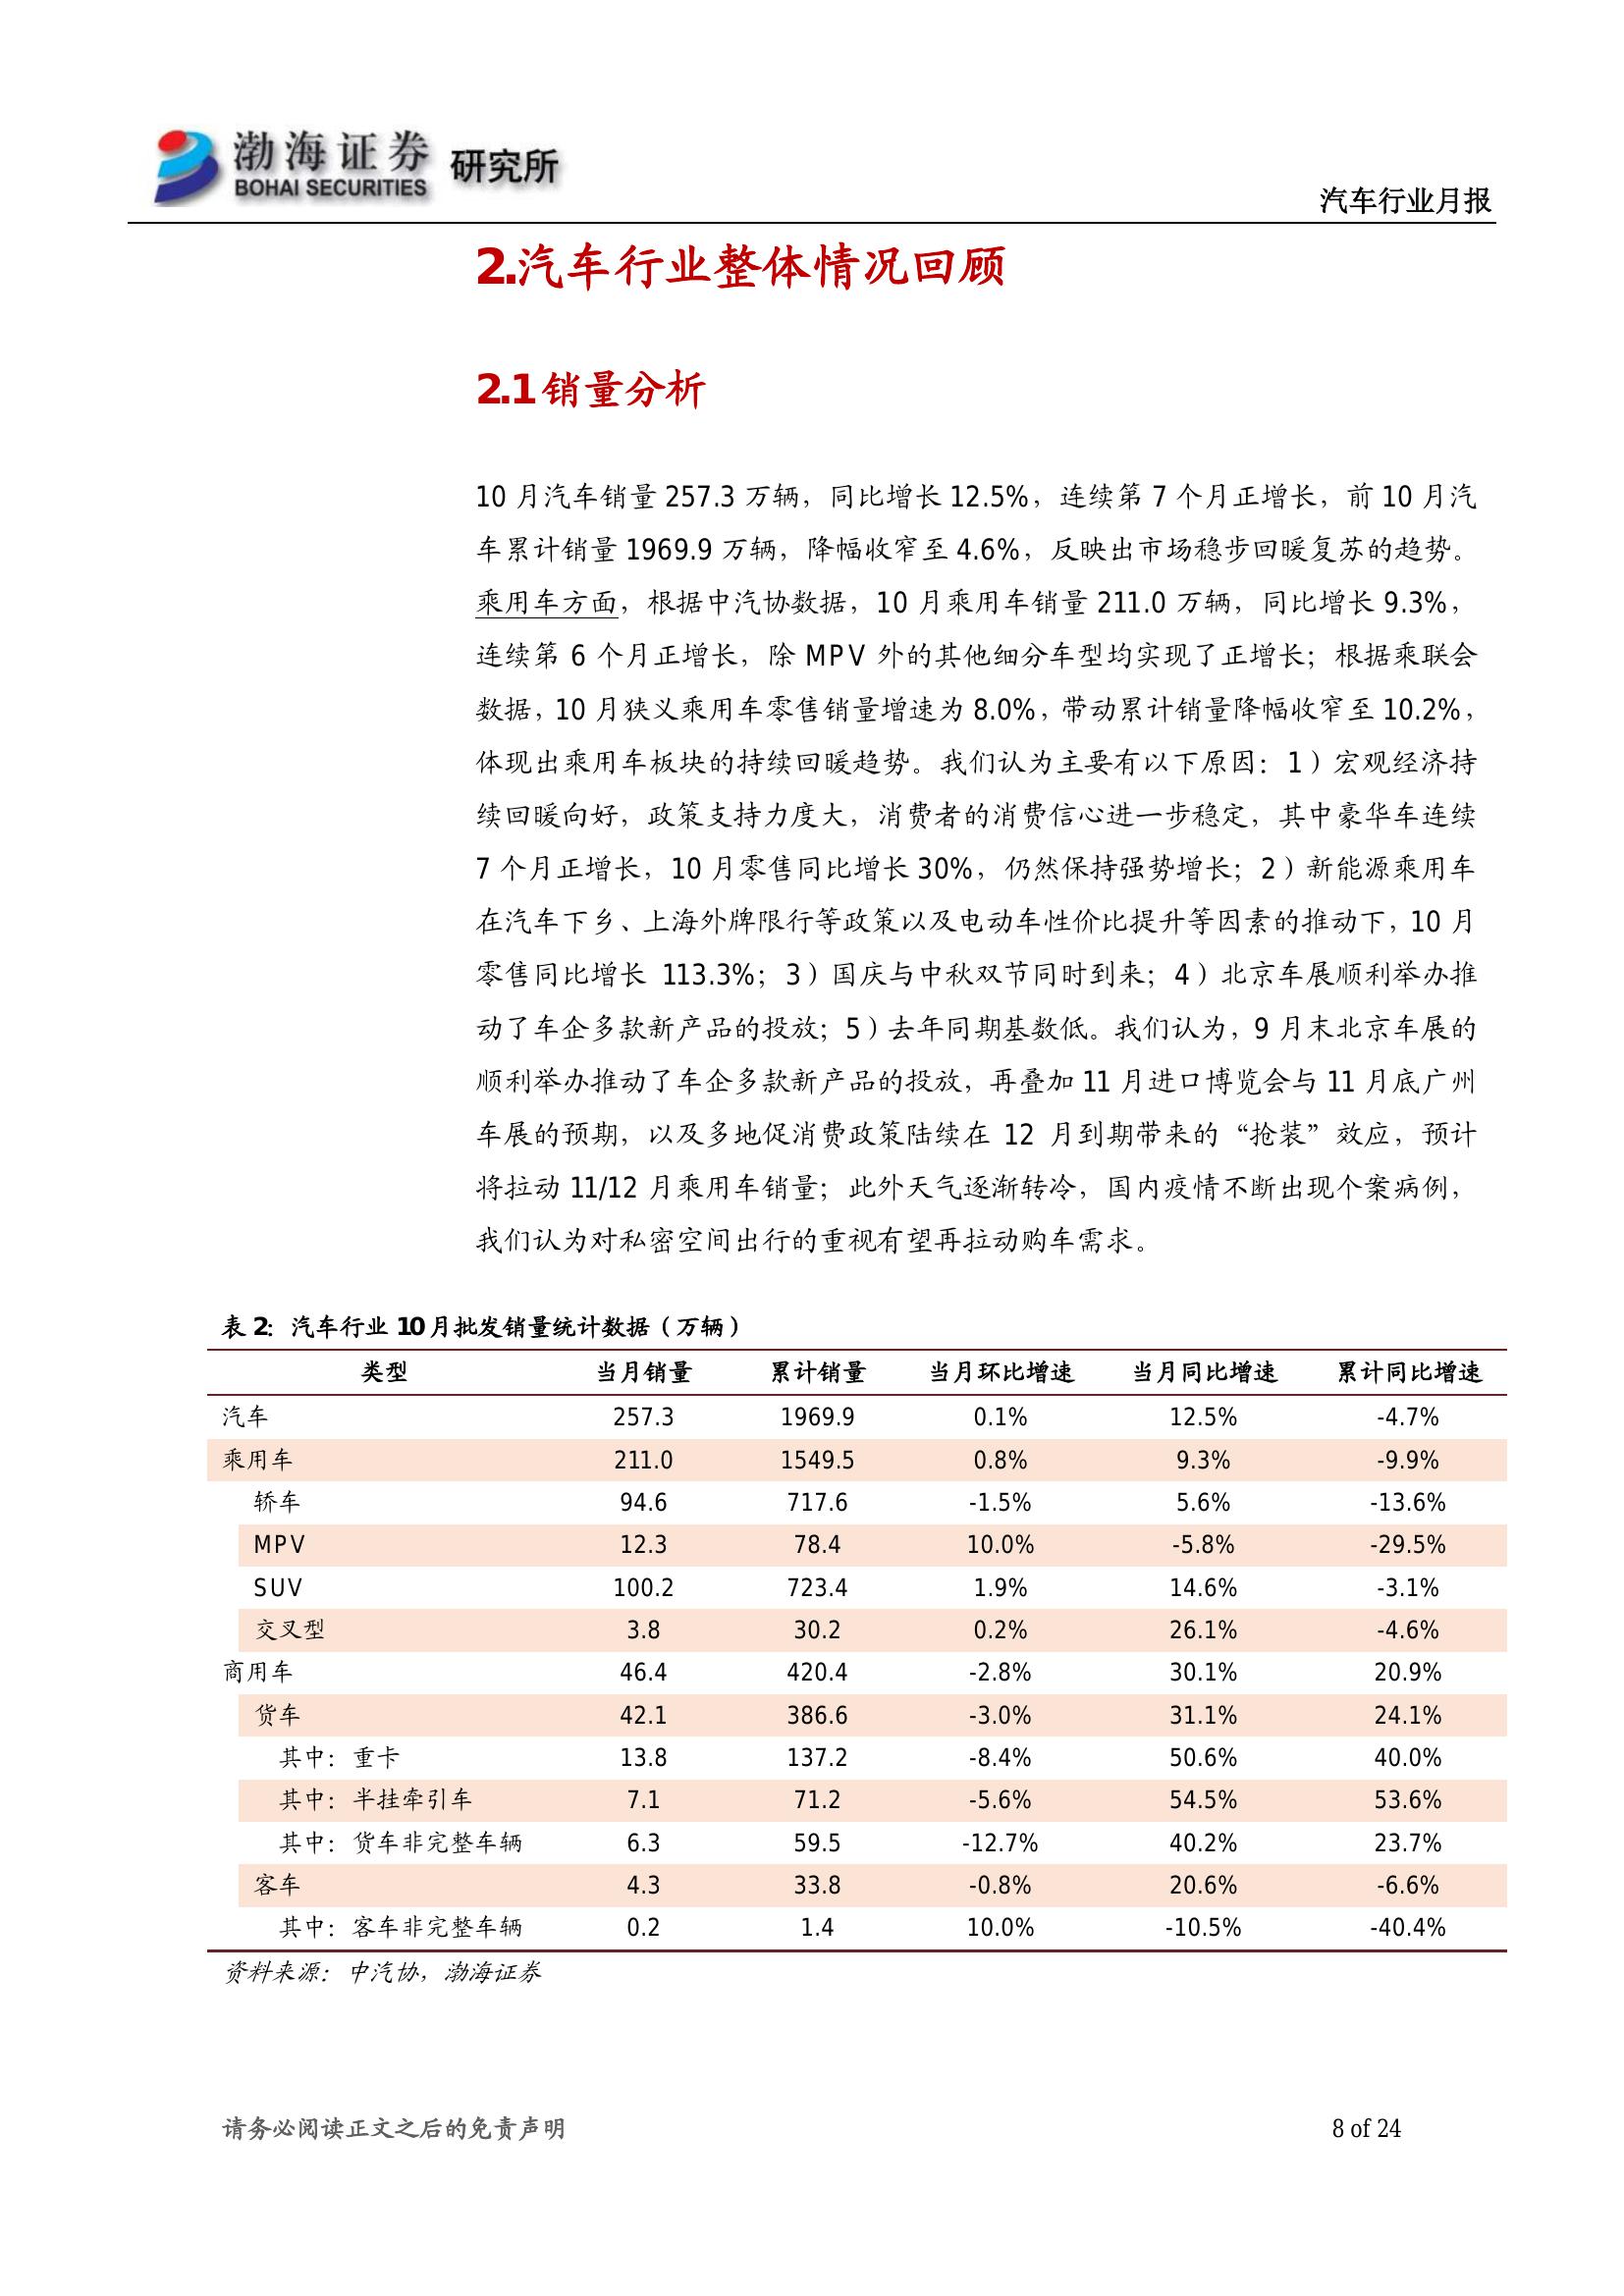 渤海证券 研究所
BOHAI SECURITIES
汽车行业月报
2.汽车行业整体情况回顾
2.1 销量分析
10 月汽车销量 257.3 万辆，同比增长 12.5%，连续第 7 个月正增长，前 10 月汽
车累计销量 1969.9 万辆，降幅收窄至 4.6%，反映出市场稳步回暖复苏的趋势。
乘用车方面，根据中汽协数据，10 月乘用车销量 211.0 万辆，同比增长 9.3%，
连续第 6 个月正增长，除 MPV 外的其他细分车型均实现了正增长；根据乘联会
数据，10 月狭义乘用车零售销量增速为 8.0%，带动累计销量降幅收窄至 10.2%，
体现出乘用车板块的持续回暖趋势。我们认为主要有以下原因：1）宏观经济持
续回暖向好，政策支持力度大，消费者的消费信心进一步稳定，其中豪华车连续
7 个月正增长，10 月零售同比增长 30%，仍然保持强势增长；2）新能源乘用车
在汽车下乡、上海外牌限行等政策以及电动车性价比提升等因素的推动下，10 月
零售同比增长 113.3%；3）国庆与中秋双节同时到来；4）北京车展顺利举办推
动了车企多款新产品的投放；5）去年同期基数低。我们认为，9 月末北京车展的
顺利举办推动了车企多款新产品的投放，再叠加 11 月进口博览会与 11 月底广州
车展的预期，以及多地促消费政策陆续在 12 月到期带来的“抢装”效应，预计
将拉动 11/12 月乘用车销量；此外天气逐渐转冷，国内疫情不断出现个案病例，
我们认为对私密空间出行的重视有望再拉动购车需求。
表 2：汽车行业 10 月批发销量统计数据（万辆）
类型 当月销量 累计销量 当月环比增速 当月同比增速 累计同比增速
汽车 257.3 1969.9 0.1% 12.5% -4.7%
乘用车 211.0 1549.5 0.8% 9.3% -9.9%
轿车 94.6 717.6 -1.5% 5.6% -13.6%
MPV 12.3 78.4 10.0% -5.8% -29.5%
SUV 100.2 723.4 1.9% 14.6% -3.1%
交叉型 3.8 30.2 0.2% 26.1% -4.6%
商用车 46.4 420.4 -2.8% 30.1% 20.9%
货车 42.1 386.6 -3.0% 31.1% 24.1%
其中：重卡 13.8 137.2 -8.4% 50.6% 40.0%
其中：半挂牵引车 7.1 71.2 -5.6% 54.5% 53.6%
其中：货车非完整车辆 6.3 59.5 -12.7% 40.2% 23.7%
客车 4.3 33.8 -0.8% 20.6% -6.6%
其中：客车非完整车辆 0.2 1.4 10.0% -10.5% -40.4%
资料来源：中汽协，渤海证券
请务必阅读正文之后的免责声明 8 of 24